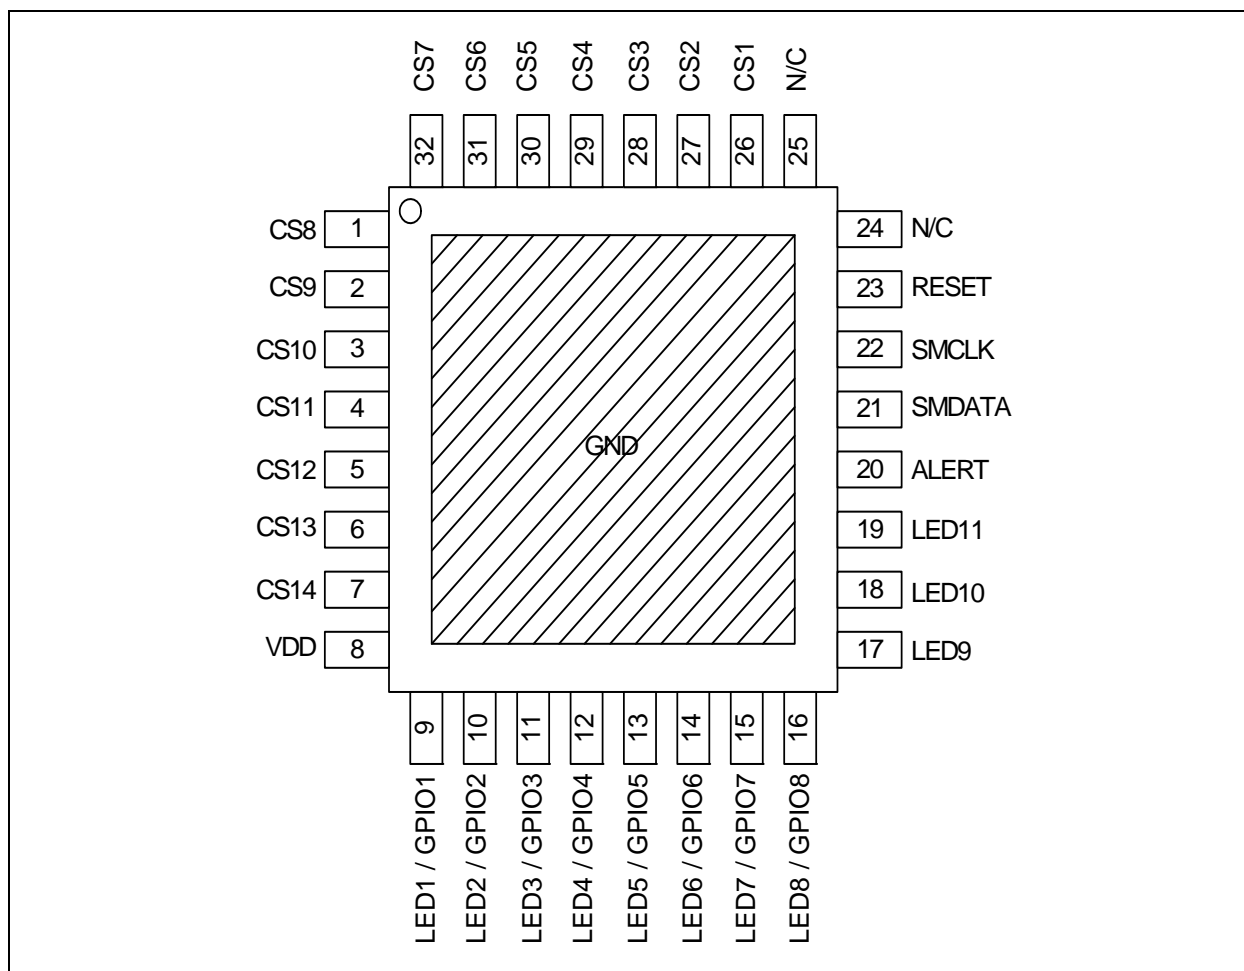 CS7
CS6
CS5
CS4
CS3
CS2
CS1
N/C
32
31
30
29
28
27
26
25
CS8 1
CS9 2
CS10 3
CS11 4
CS12 5
CS13 6
CS14 7
VDD 8
GND
24 N/C
23 RESET
22 SMCLK
21 SMDATA
20 ALERT
19 LED11
18 LED10
17 LED9
9
10
11
12
13
14
15
16
LED1 / GPIO1
LED2 / GPIO2
LED3 / GPIO3
LED4 / GPIO4
LED5 / GPIO5
LED6 / GPIO6
LED7 / GPIO7
LED8 / GPIO8